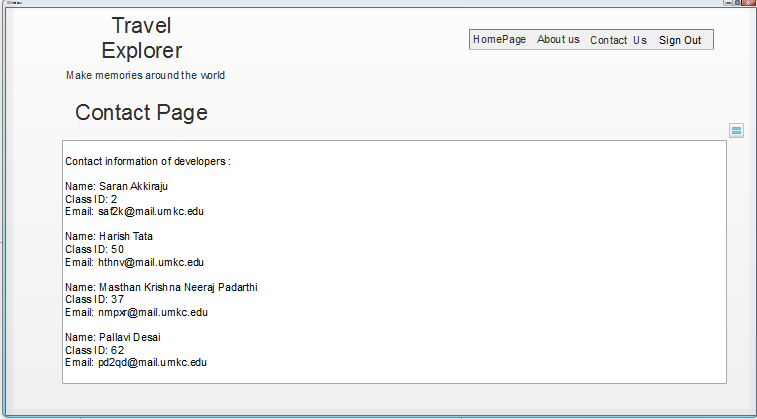 Travel
Explorer
Make memories around the world
HomePage About us Contact Us Sign Out
Contact Page
Contact information of developers :
Name: Saran Akkiraju
Class ID: 2
Email: saf2k@mail.umkc.edu
Name: Harish Tata
Class ID: 50
Email: hthnv@mail.umkc.edu
Name: Masthan Krishna Neeraj Padarthi
Class ID: 37
Email: nmpxr@mail.umkc.edu
Name: Pallavi Desai
Class ID: 62
Email: pd2qd@mail.umkc.edu